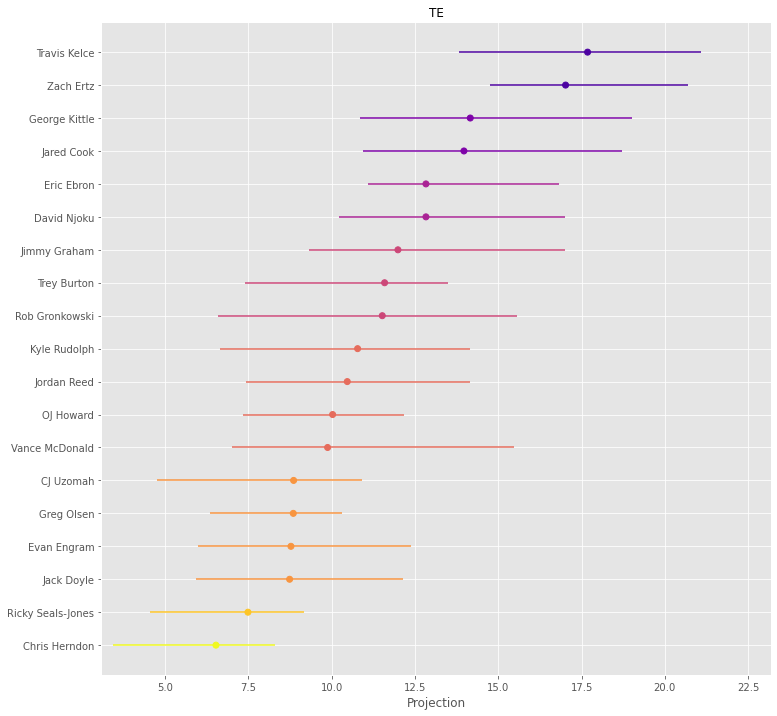 TE
Travis Kelce
Zach Ertz
George Kittle
Jared Cook
Eric Ebron
David Njoku
Jimmy Graham
Trey Burton
Rob Gronkowski
Kyle Rudolph
Jordan Reed
OJ Howard
Vance McDonald
CJ Uzomah
Greg Olsen
Evan Engram
Jack Doyle
Ricky Seals-Jones
Chris Herndon
5.0 7.5 10.0 12.5 15.0 17.5 20.0 22.5
Projection